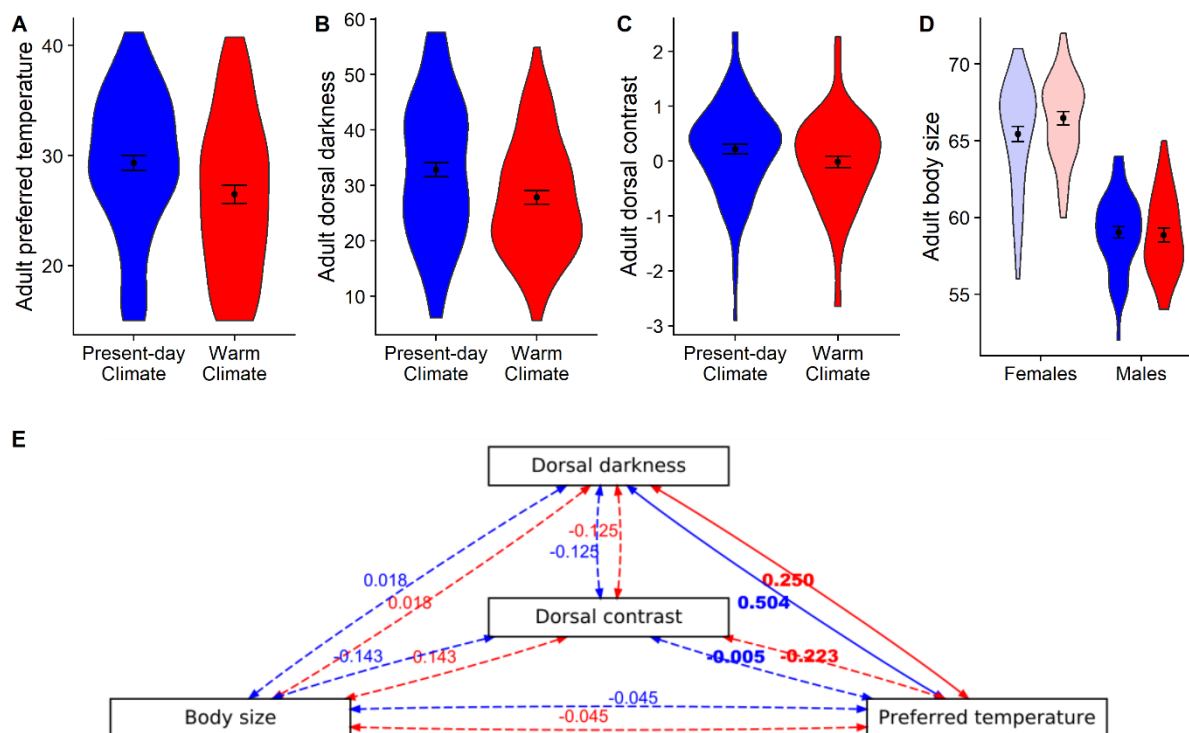 A
Adult preferred temperature
40
30
20
Present-day
Climate
Warm
Climate
B
Adult dorsal darkness
60
50
40
30
20
10
Present-day
Climate
Warm
Climate
C
Adult dorsal contrast
2
1
0
-1
-2
-3
Present-day
Climate
Warm
Climate
D
Adult body size
70
65
60
55
Females
Males
E
Dorsal darkness
-0.125
-0.125
0.018
0.018
0.250
0.504
Dorsal contrast
-0.143
0.143
-0.005
-0.223
-0.045
Body size
Preferred temperature
-0.045